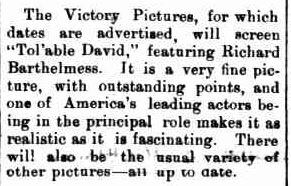 The Victory Pictures, for which
dates are advertised, will screen
"Tol'able David," featuring Richard
Barthelmess. It is a very fine pic-
ture, with outstanding points, and
one of America's leading actors be-
ing in the principal role makes it as
realistic as it is fascinating. There
will also be the usual variety of
other pictures—all up to date.